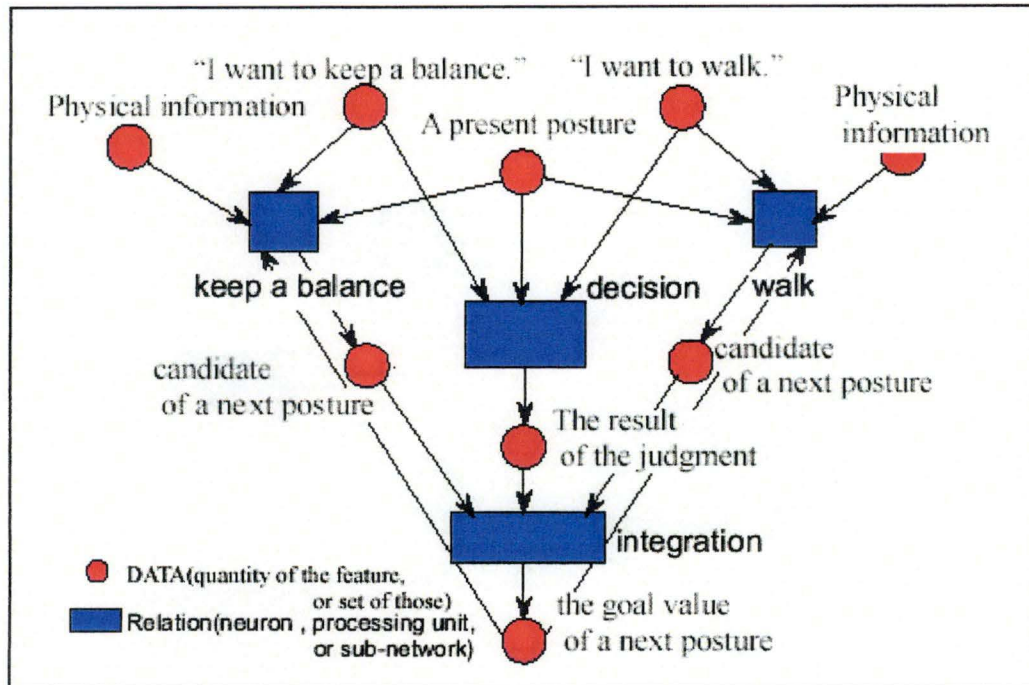 “I want to keep a balance.”
“I want to walk.”
Physical information
A present posture
Physical
information
keep a balance
decision
walk
candidate
of a next posture
candidate
of a next posture
The result
of the judgment
integration
DATA(quantity of the feature,
or set of those)
Relation(neuron , processing unit,
or sub-network)
the goal value
of a next posture